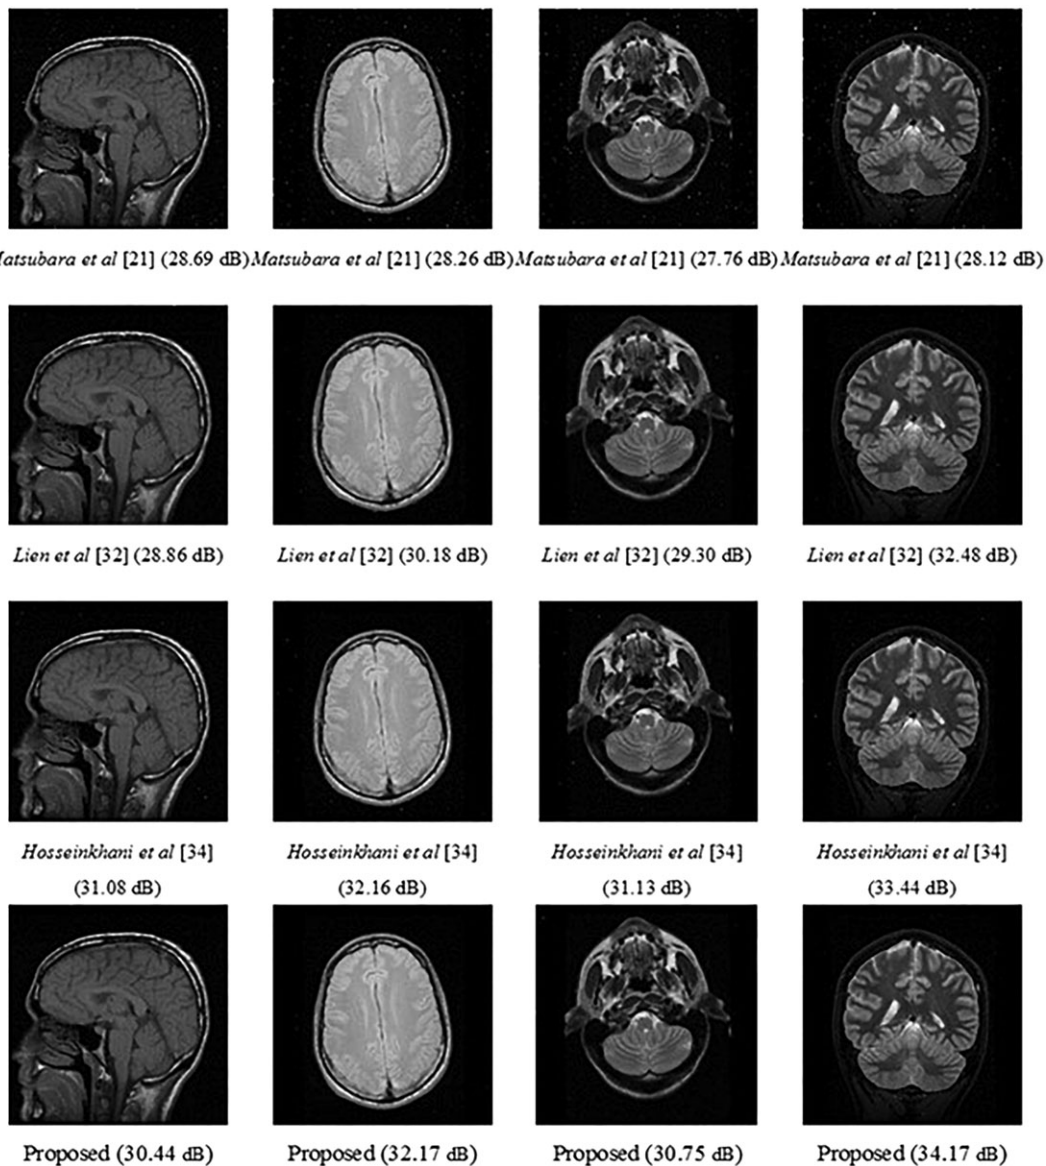 atsubara et al [21] (28.69 dB) Matsubara et al [21] (28.26 dB) Matsubara et al [21] (27.76 dB) Matsubara et al [21] (28.12 dB)
Lien et al [32] (28.86 dB) Lien et al [32] (30.18 dB) Lien et al [32] (29.30 dB) Lien et al [32] (32.48 dB)
Hosseinkhani et al [34] Hosseinkhani et al [34] Hosseinkhani et al [34] Hosseinkhani et al [34]
(31.08 dB) (32.16 dB) (31.13 dB) (33.44 dB)
Proposed (30.44 dB) Proposed (32.17 dB) Proposed (30.75 dB) Proposed (34.17 dB)